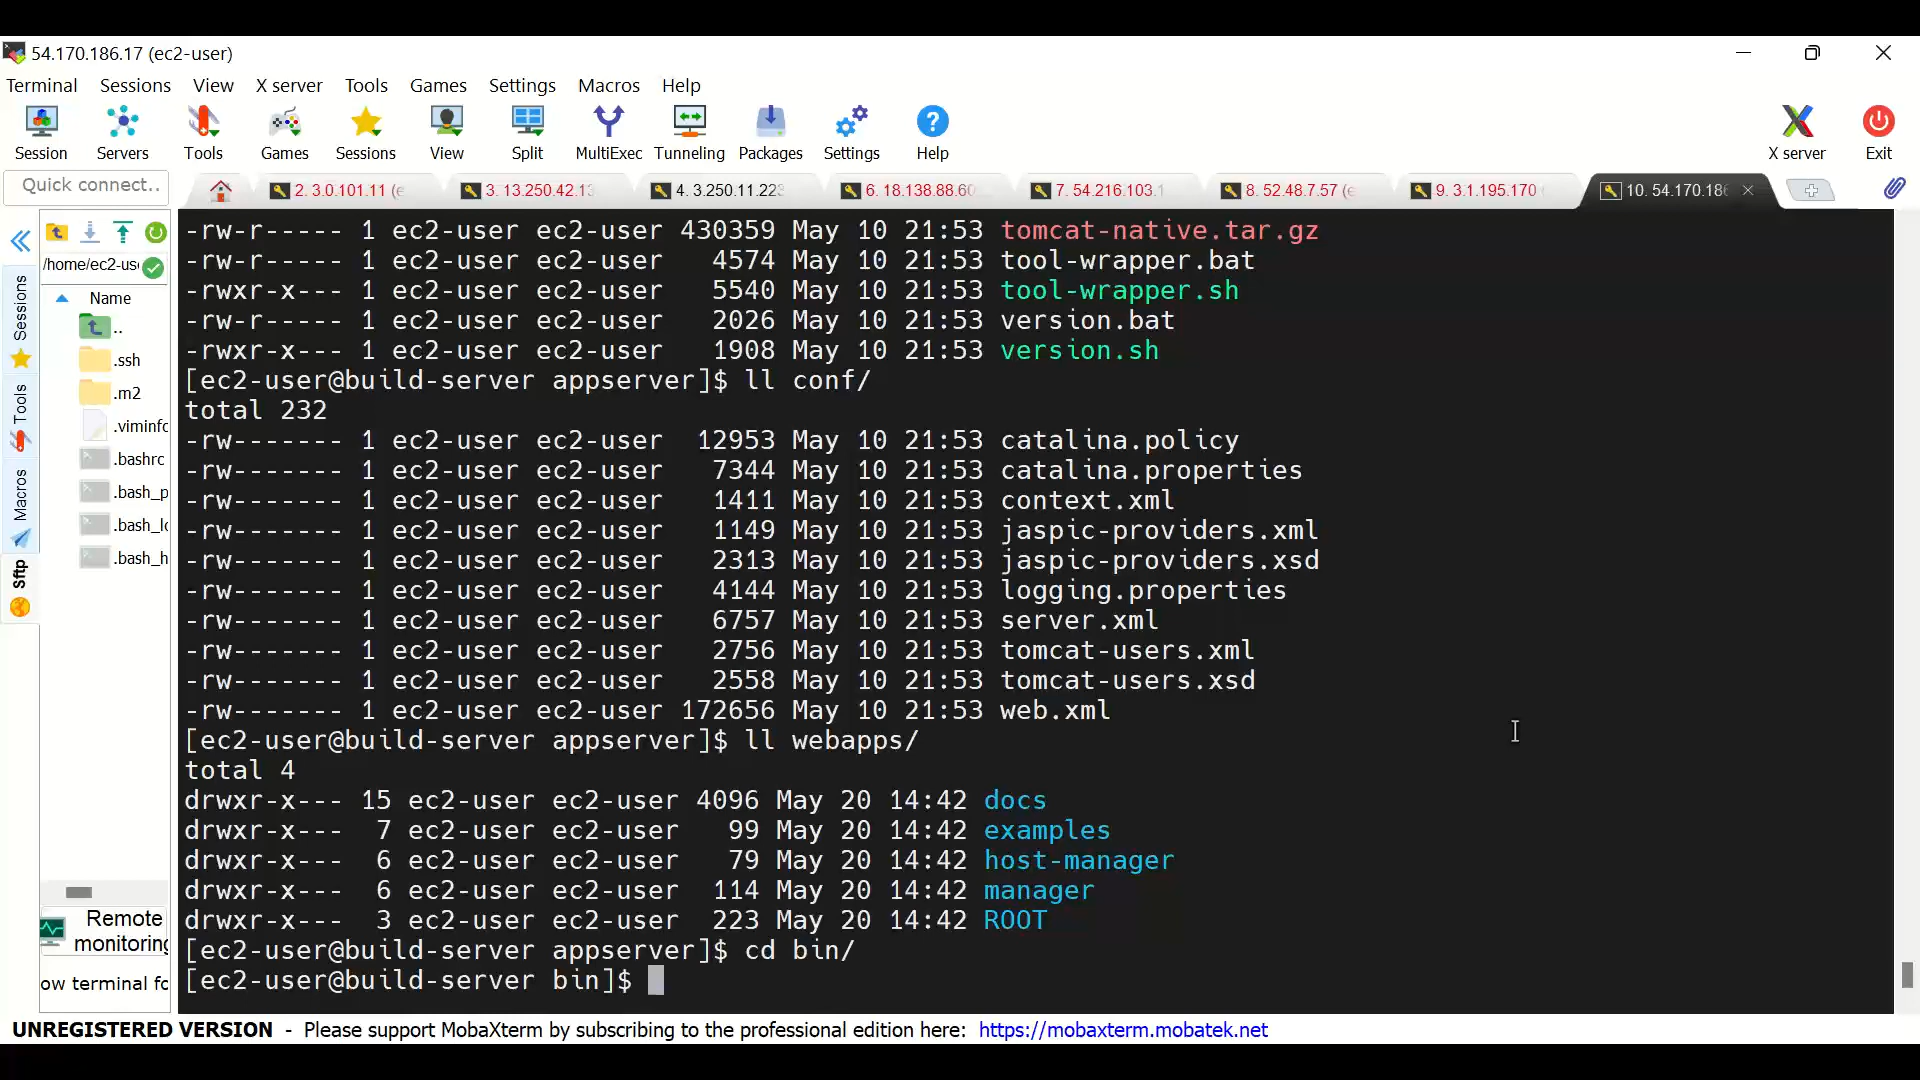 54.170.186.17 (ec2-user)
Terminal Sessions View X server Tools Games Settings Macros Help
Session Servers Tools Games Sessions View Split MultiExec Tunneling Packages Settings Help X server Exit
Quick connect.. 2. 3.0.101.11 (e 3. 13.250.42.13 4. 3.250.11.223 6. 18.138.88.60 7. 54.216.103.1 8. 52.48.7.57 (e 9. 3.1.195.170 10. 54.170.186
/home/ec2-us
Name
..
.ssh
.m2
.viminfo
.bashrc
.bash_p
.bash_lo
.bash_h
Sessions
Tools
Macros
Sftp
Remote
monitoring
ow terminal fo
-rw-r----- 1 ec2-user ec2-user 430359 May 10 21:53 tomcat-native.tar.gz
-rw-r----- 1 ec2-user ec2-user 4574 May 10 21:53 tool-wrapper.bat
-rwxr-x--- 1 ec2-user ec2-user 5540 May 10 21:53 tool-wrapper.sh
-rw-r----- 1 ec2-user ec2-user 2026 May 10 21:53 version.bat
-rwxr-x--- 1 ec2-user ec2-user 1908 May 10 21:53 version.sh
[ec2-user@build-server appserver]$ ll conf/
total 232
-rw------- 1 ec2-user ec2-user 12953 May 10 21:53 catalina.policy
-rw------- 1 ec2-user ec2-user 7344 May 10 21:53 catalina.properties
-rw------- 1 ec2-user ec2-user 1411 May 10 21:53 context.xml
-rw------- 1 ec2-user ec2-user 1149 May 10 21:53 jaspic-providers.xml
-rw------- 1 ec2-user ec2-user 2313 May 10 21:53 jaspic-providers.xsd
-rw------- 1 ec2-user ec2-user 4144 May 10 21:53 logging.properties
-rw------- 1 ec2-user ec2-user 6757 May 10 21:53 server.xml
-rw------- 1 ec2-user ec2-user 2756 May 10 21:53 tomcat-users.xml
-rw------- 1 ec2-user ec2-user 2558 May 10 21:53 tomcat-users.xsd
-rw------- 1 ec2-user ec2-user 172656 May 10 21:53 web.xml
[ec2-user@build-server appserver]$ ll webapps/
total 4
drwxr-x--- 15 ec2-user ec2-user 4096 May 20 14:42 docs
drwxr-x--- 7 ec2-user ec2-user 99 May 20 14:42 examples
drwxr-x--- 6 ec2-user ec2-user 79 May 20 14:42 host-manager
drwxr-x--- 6 ec2-user ec2-user 114 May 20 14:42 manager
drwxr-x--- 3 ec2-user ec2-user 223 May 20 14:42 ROOT
[ec2-user@build-server appserver]$ cd bin/
[ec2-user@build-server bin]$
UNREGISTERED VERSION - Please support MobaXterm by subscribing to the professional edition here: https://mobaxterm.mobatek.net